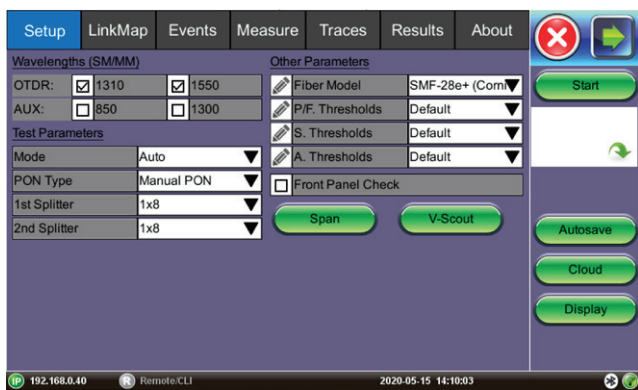 Setup LinkMap Events Measure Traces Results About
Wavelengths (SM/MM)
OTDR: 1310 1550
AUX: 850 1300
Test Parameters
Mode Auto
PON Type Manual PON
1st Splitter 1x8
2nd Splitter 1x8
Other Parameters
Fiber Model SMF-28e+ (Corni
P/F. Thresholds Default
S. Thresholds Default
A. Thresholds Default
Front Panel Check
Span V-Scout
Start
Autosave
Cloud
Display
IP 192.168.0.40 R Remote/CLI 2020-05-15 14:10:03